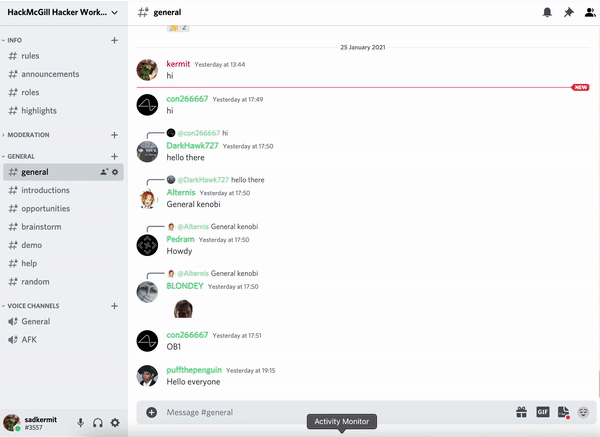 HackMcGill Hacker Work...
general
INFO
rules
announcements
roles
highlights
MODERATION
GENERAL
general
introductions
opportunities
brainstorm
demo
help
random
VOICE CHANNELS
General
AFK
sadkermit
#3557
2
25 January 2021
kermit Yesterday at 13:44
hi
NEW
con266667 Yesterday at 17:49
hi
@con266667 hi
DarkHawk727 Yesterday at 17:50
hello there
@DarkHawk727 hello there
Alternis Yesterday at 17:50
General kenobi
@Alternis General kenobi
Pedram Yesterday at 17:50
Howdy
@Alternis General kenobi
BLONDEY Yesterday at 17:50
con266667 Yesterday at 17:51
OB1
puffthepenguin Yesterday at 19:15
Hello everyone
Message #general
GIF
Activity Monitor